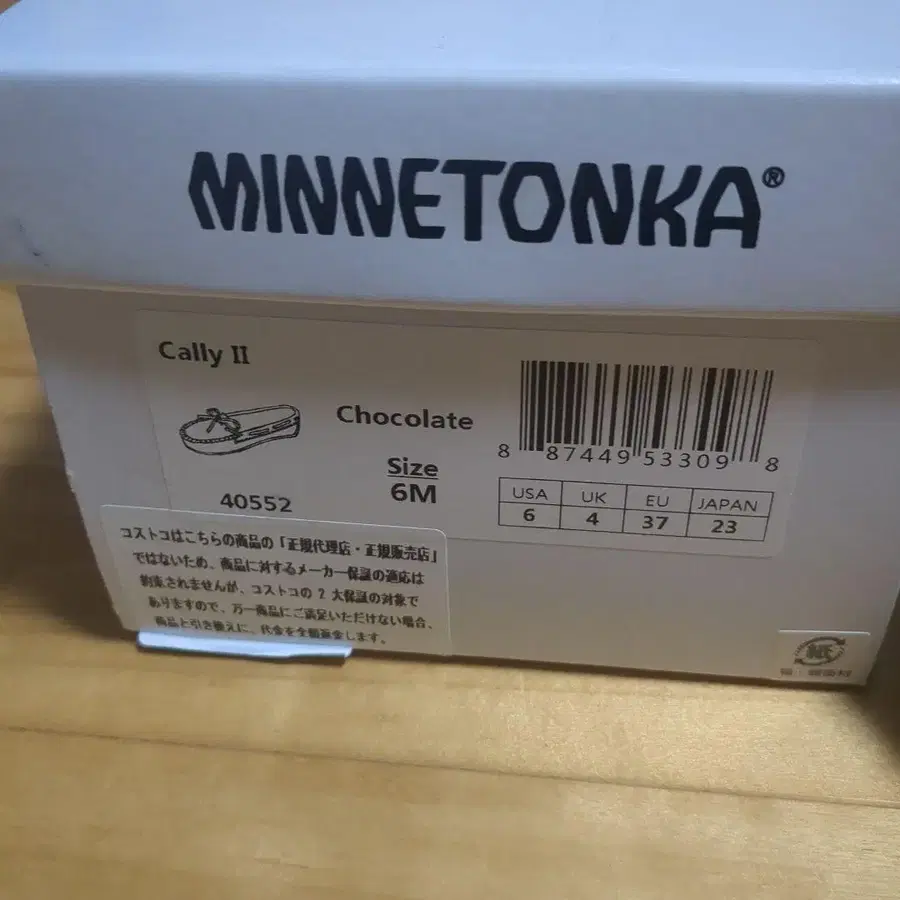 MINNETONKA®
Cally II
Chocolate
Size
6M
40552
8 87449 53309 8
USA UK EU JAPAN
6 4 37 23
コストコはこちらの商品の「正規代理店・正規販売店」
ではないため、商品に対するメーカー保証の適応は
約束されませんが、コストコの 2 大保証の対象で
ありますので、万一商品にご満足いただけない場合、
商品と引き換えに、代金を全額返金します。
紙